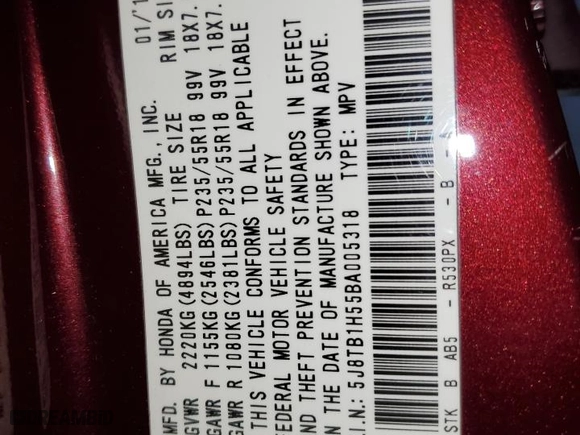 MFD. BY HONDA OF AMERICA MFG., INC. 01/'1
GVWR 2220KG(4894LBS) TIRE SIZE RIM SI
GAWR F 1155KG(2546LBS)P235/55R18 99V 18X7.
GAWR R 1080KG(2381LBS)P235/55R18 99V 18X7.
THIS VEHICLE CONFORMS TO ALL APPLICABLE
FEDERAL MOTOR VEHICLE SAFETY
ND THEFT PREVENTION STANDARDS IN EFFECT
N THE DATE OF MANUFACTURE SHOWN ABOVE.
.I.N.: 5J8TB1H55BA005318 TYPE: MPV
STK B AB5 - R530PX - B - A